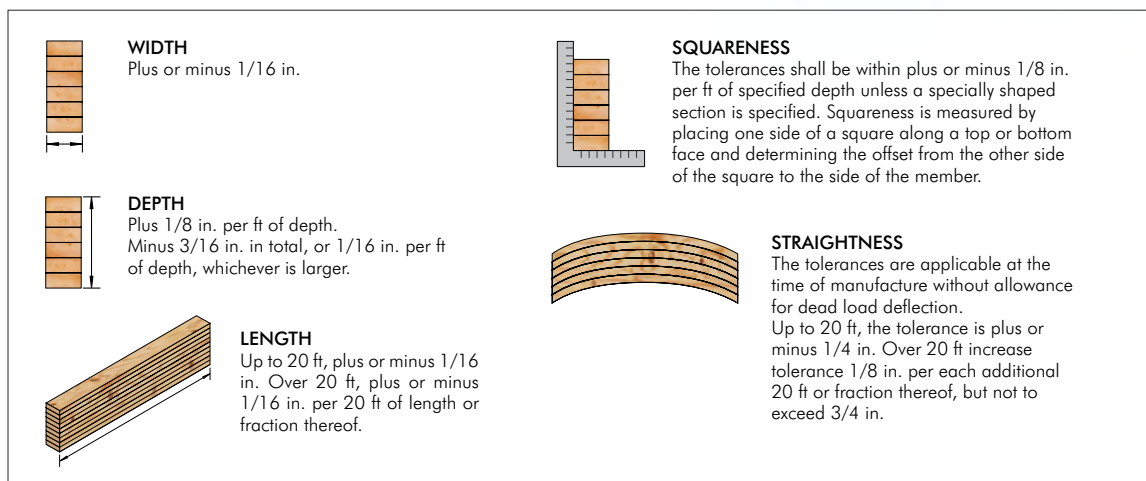 WIDTH
Plus or minus 1/16 in.
DEPTH
Plus 1/8 in. per ft of depth.
Minus 3/16 in. in total, or 1/16 in. per ft
of depth, whichever is larger.
LENGTH
Up to 20 ft, plus or minus 1/16
in. Over 20 ft, plus or minus
1/16 in. per 20 ft of length or
fraction thereof.
SQUARENESS
The tolerances shall be within plus or minus 1/8 in.
per ft of specified depth unless a specially shaped
section is specified. Squareness is measured by
placing one side of a square along a top or bottom
face and determining the offset from the other side
of the square to the side of the member.
STRAIGHTNESS
The tolerances are applicable at the
time of manufacture without allowance
for dead load deflection.
Up to 20 ft, the tolerance is plus or
minus 1/4 in. Over 20 ft increase
tolerance 1/8 in. per each additional
20 ft or fraction thereof, but not to
exceed 3/4 in.